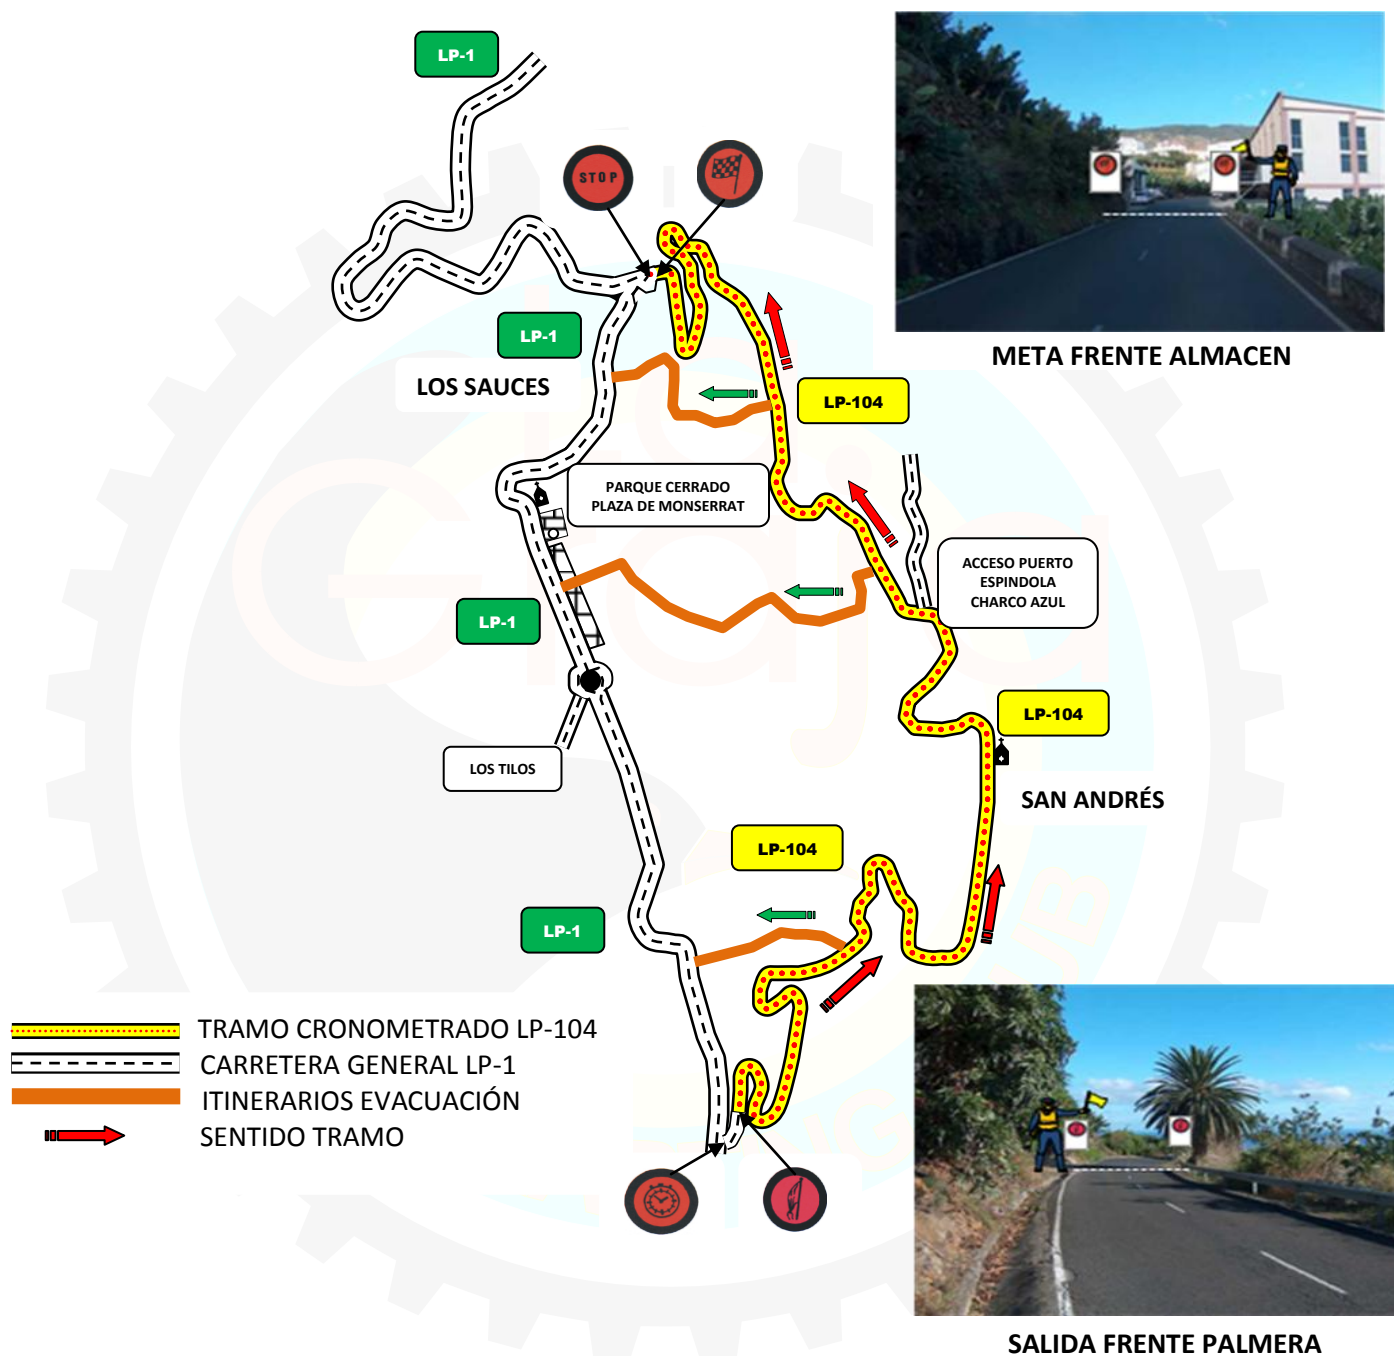 LP-1
STOP
META FRENTE ALMACEN
LP-1
LOS SAUCES
LP-104
PARQUE CERRADO
PLAZA DE MONSERRAT
ACCESO PUERTO
ESPINDOLA
CHARCO AZUL
LP-1
LP-104
LOS TILOS
SAN ANDRÉS
LP-104
LP-1
TRAMO CRONOMETRADO LP-104
CARRETERA GENERAL LP-1
ITINERARIOS EVACUACIÓN
SENTIDO TRAMO
SALIDA FRENTE PALMERA